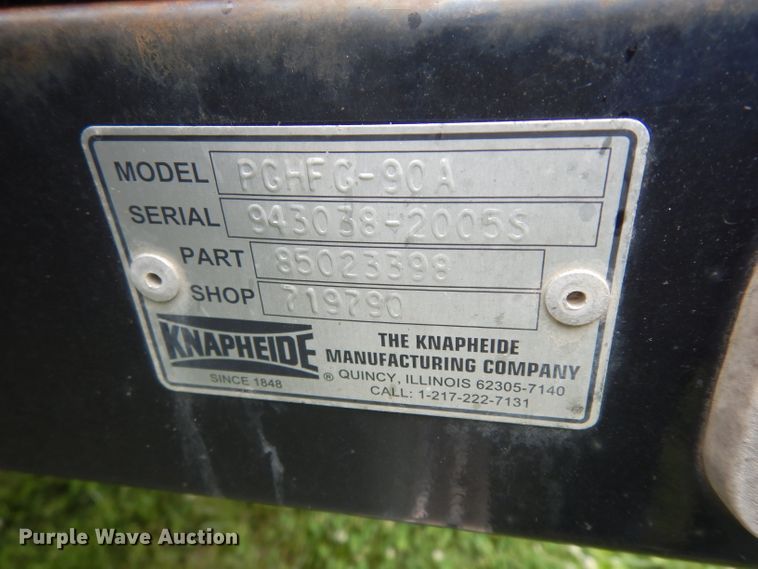 MODEL PGHFC-90A
SERIAL 943038-2005S
PART 85023398
SHOP 719790
KNAPHEIDE
SINCE 1848
®
THE KNAPHEIDE
MANUFACTURING COMPANY
QUINCY, ILLINOIS 62305-7140
CALL: 1-217-222-7131
Purple Wave Auction